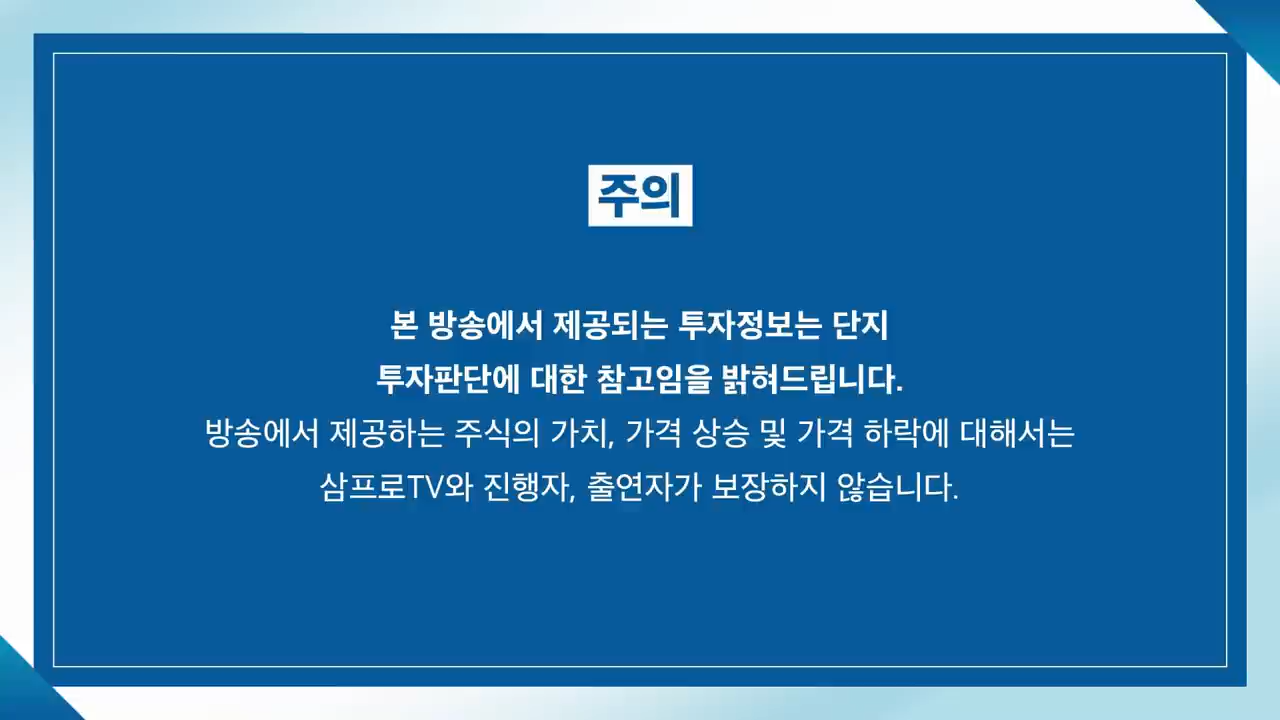 주의
본 방송에서 제공되는 투자정보는 단지
투자판단에 대한 참고임을 밝혀드립니다.
방송에서 제공하는 주식의 가치, 가격 상승 및 가격 하락에 대해서는
삼프로TV와 진행자, 출연자가 보장하지 않습니다.